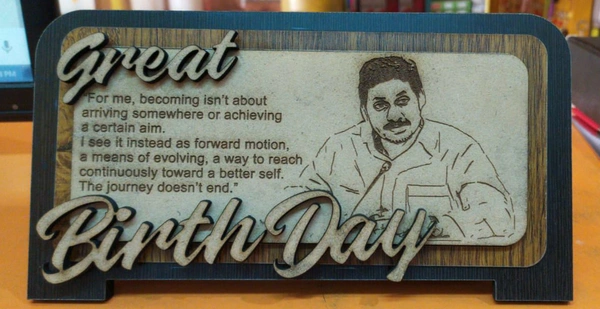 Great
"For me, becoming isn't about
arriving somewhere or achieving
a certain aim.
i see it instead as forward motion,
a means of evolving, a way to reach
continuously toward a better self.
The journey doesn't end."
Birth Day